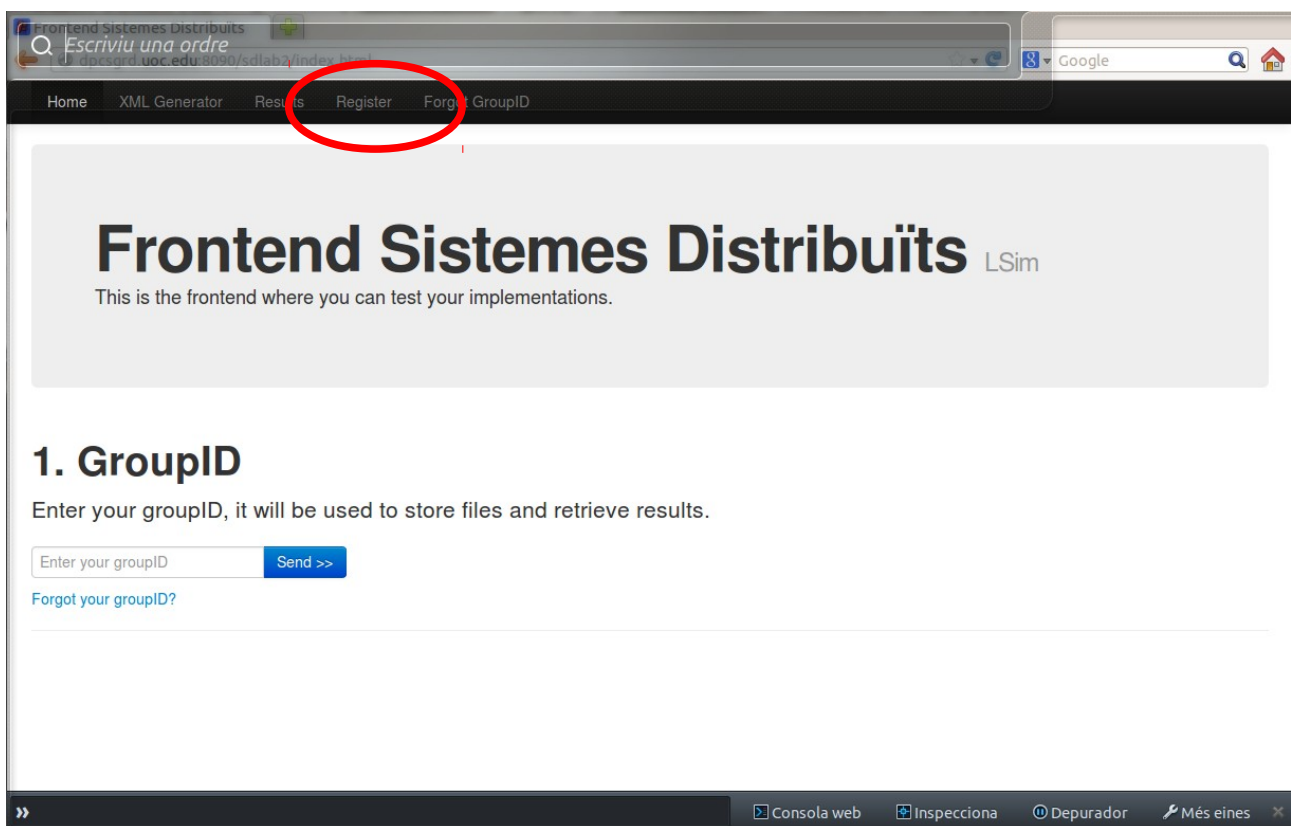 Frontend Sistemes Distribuïts
Escriviu una ordre
dpcsgrd.uoc.edu:8090/sdlab2/index.html
Google
Home XML Generator Results Register Forgot GroupID
Frontend Sistemes Distribuïts LSim
This is the frontend where you can test your implementations.
1. GroupID
Enter your groupID, it will be used to store files and retrieve results.
Enter your groupID Send >>
Forgot your groupID?
» Consola web Inspecciona Depurador Més eines